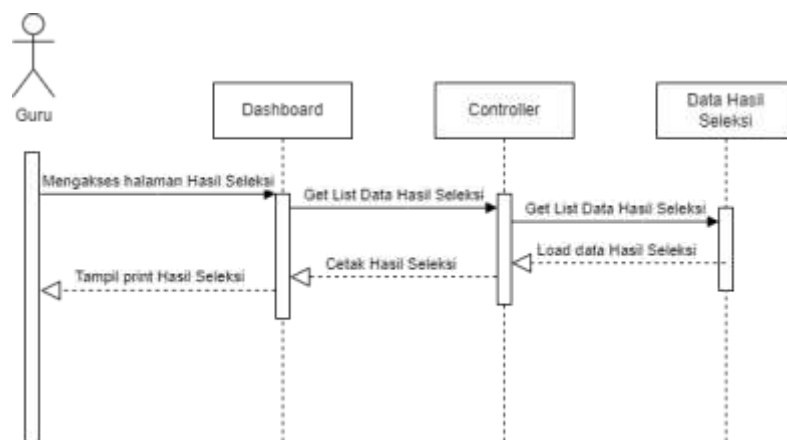 Guru
Dashboard
Controller
Data Hasil
Seleksi
Mengakses halaman Hasil Seleksi
Get List Data Hasil Seleksi
Get List Data Hasil Seleksi
Load data Hasil Seleksi
Cetak Hasil Seleksi
Tampil print Hasil Seleksi